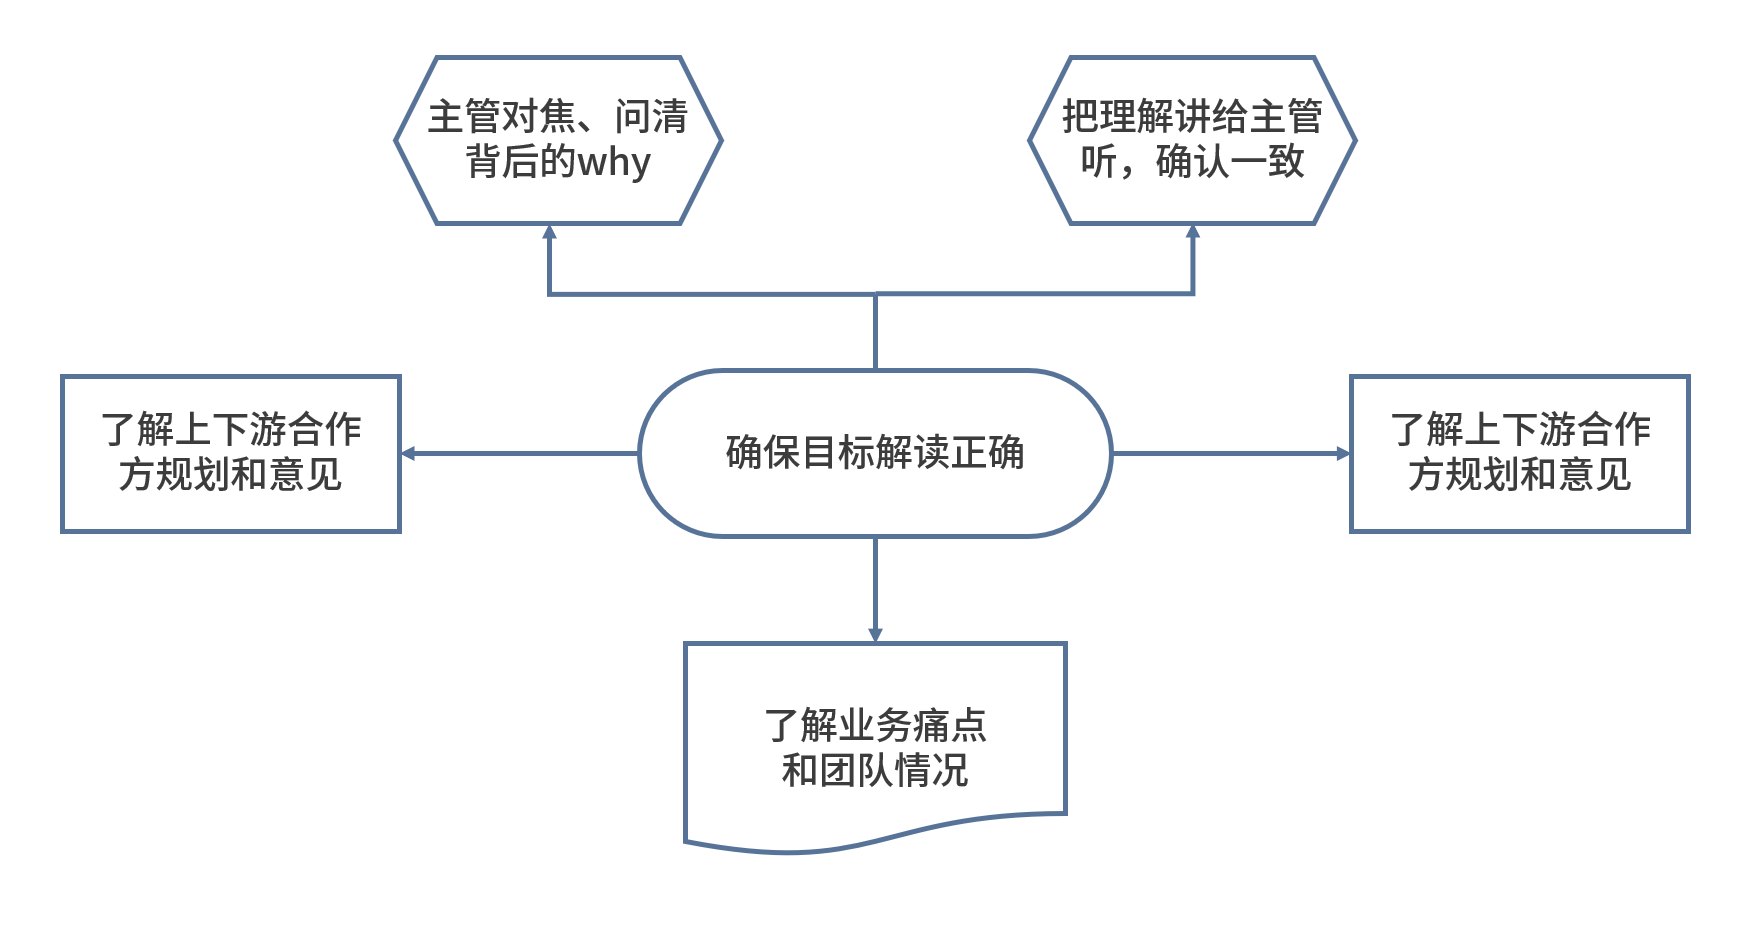 主管对焦、问清
背后的why
把理解讲给主管
听，确认一致
了解上下游合作
方规划和意见
确保目标解读正确
了解上下游合作
方规划和意见
了解业务痛点
和团队情况